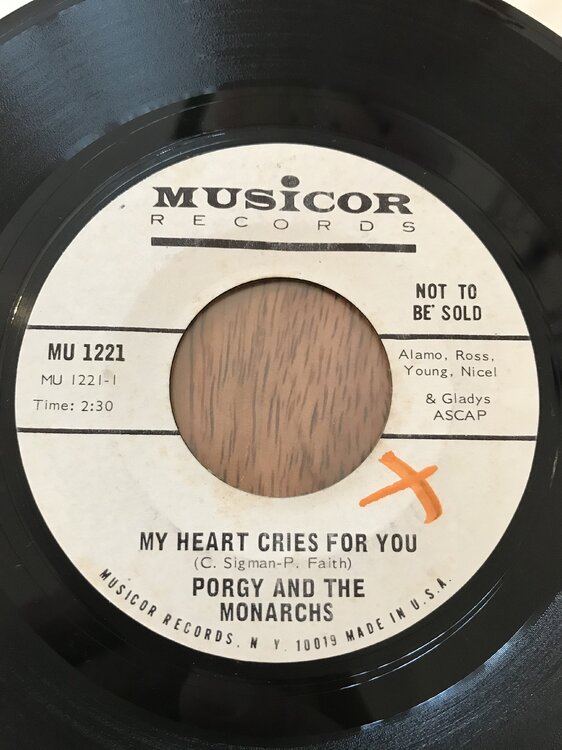 MUSiCOR
RECORDS
NOT TO
BE' SOLD
MU 1221
MU 1221-1
Time: 2:30
Alamo, Ross,
Young, Nicel
& Gladys
ASCAP
MY HEART CRIES FOR YOU
(C. Sigman-P. Faith)
PORGY AND THE
MONARCHS
MUSICOR RECORDS, N. Y. 10019 MADE IN U.S.A.